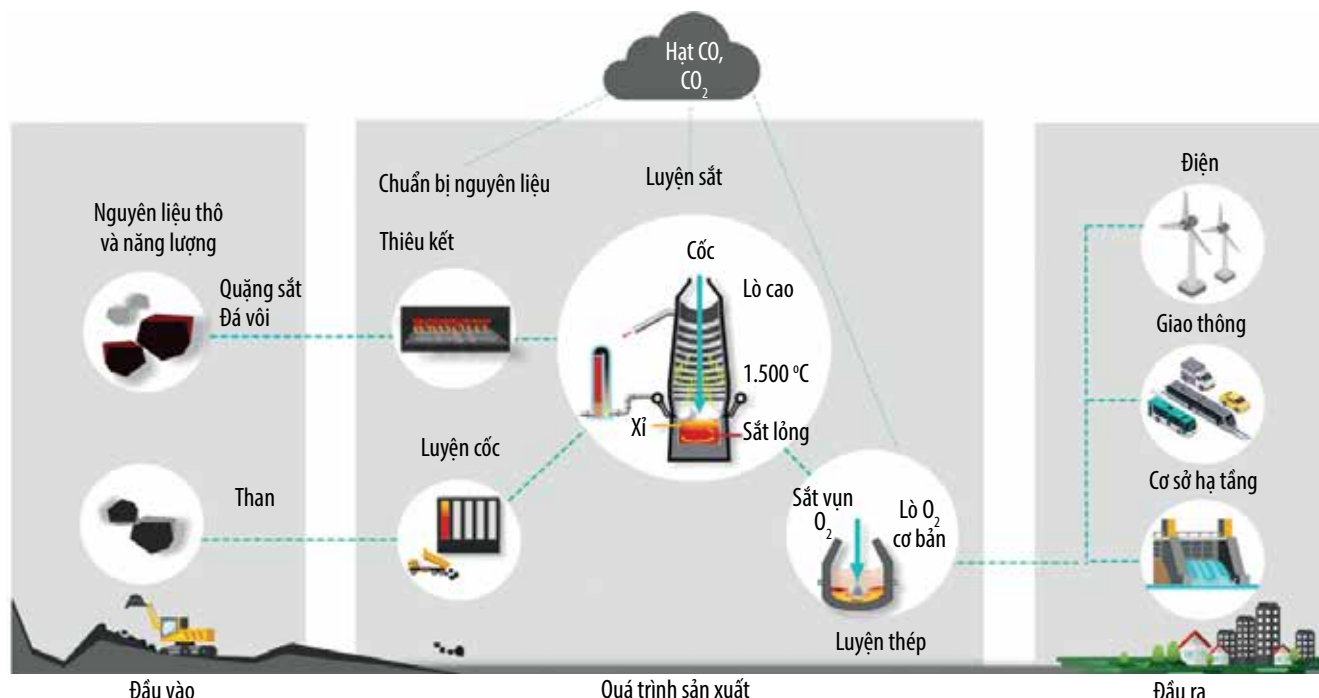 Hạt CO,
CO₂
Nguyên liệu thô
và năng lượng
Quặng sắt
Đá vôi
Than
Đầu vào
Chuẩn bị nguyên liệu
Thiêu kết
Luyện cốc
Luyện sắt
Cốc
Lò cao
1.500 ºC
Xỉ
Sắt lỏng
Sắt vụn
O₂
Lò O₂
cơ bản
Luyện thép
Quá trình sản xuất
Điện
Giao thông
Cơ sở hạ tầng
Đầu ra